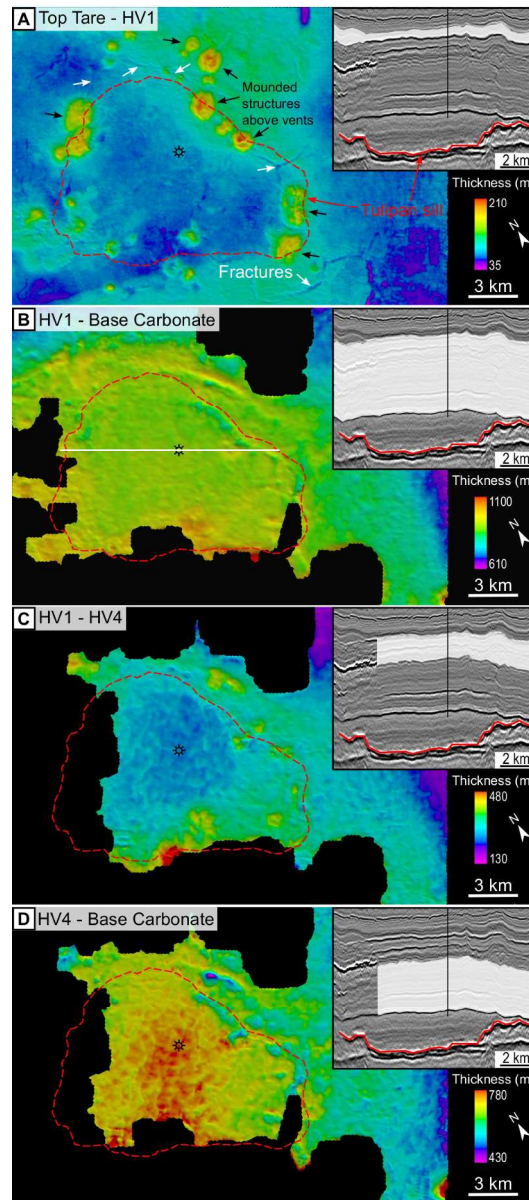 A Top Tare - HV1
Mounded
structures
above vents
2 km
Tulipan sill
Thickness (m)
210
35
N
Fractures
3 km
B HV1 - Base Carbonate
2 km
Thickness (m)
1100
610
N
3 km
C HV1 - HV4
2 km
Thickness (m)
480
130
N
3 km
D HV4 - Base Carbonate
2 km
Thickness (m)
780
430
N
3 km